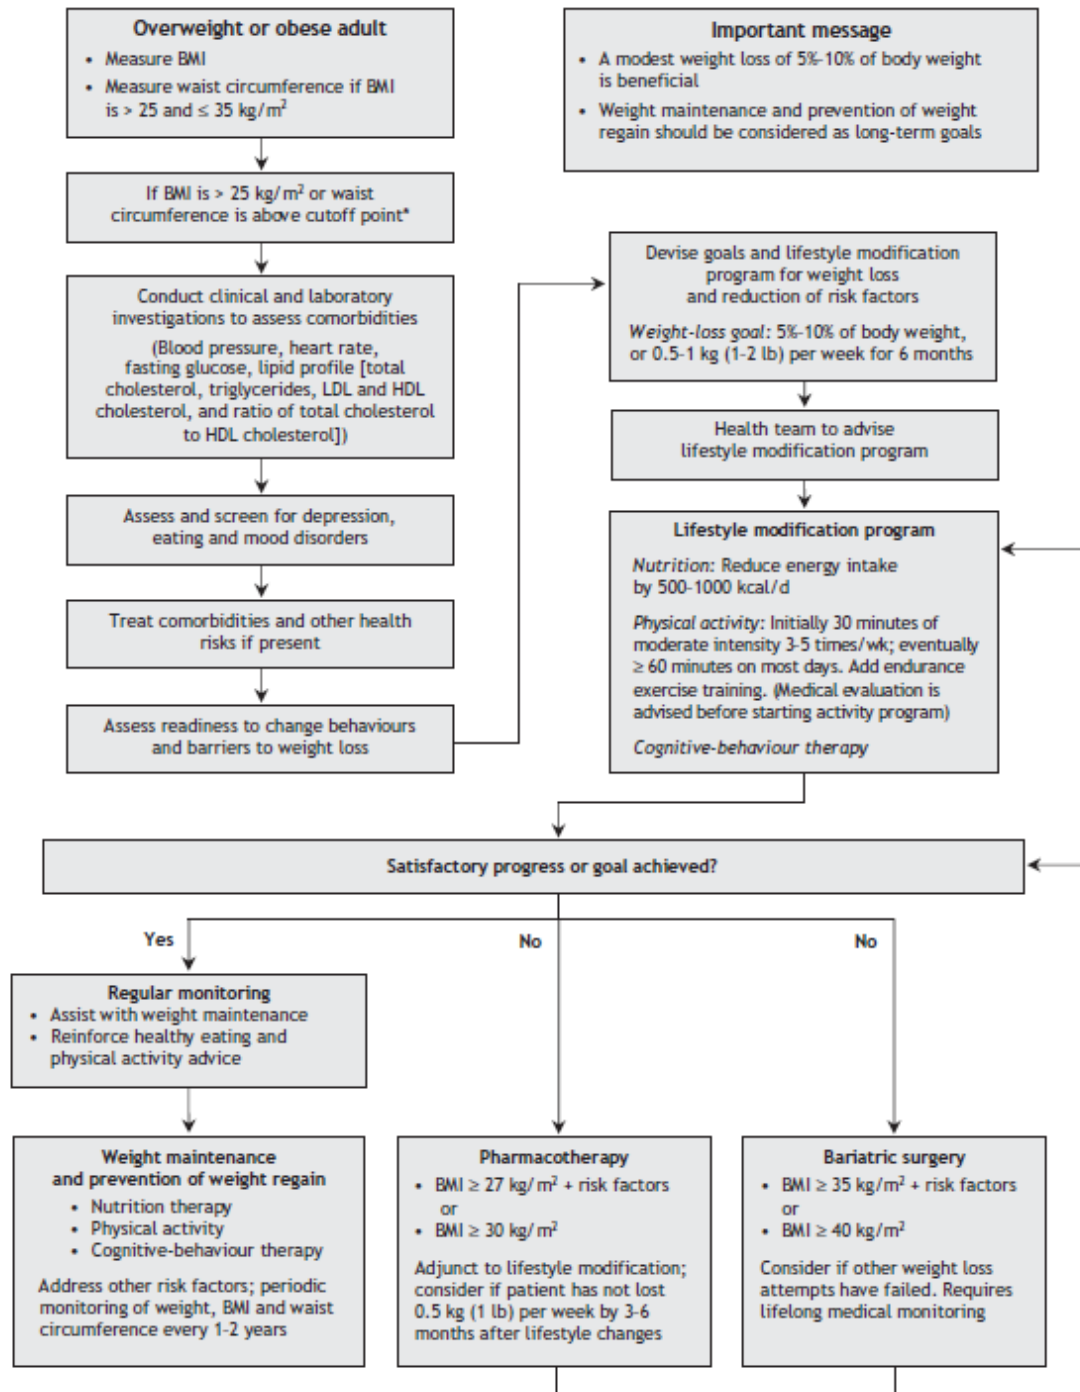 Overweight or obese adult
• Measure BMI
• Measure waist circumference if BMI
is > 25 and ≤ 35 kg/m²
Important message
• A modest weight loss of 5%-10% of body weight
is beneficial
• Weight maintenance and prevention of weight
regain should be considered as long-term goals
If BMI is > 25 kg/m² or waist
circumference is above cutoff point*
Conduct clinical and laboratory
investigations to assess comorbidities
(Blood pressure, heart rate,
fasting glucose, lipid profile [total
cholesterol, triglycerides, LDL and HDL
cholesterol, and ratio of total cholesterol
to HDL cholesterol])
Assess and screen for depression,
eating and mood disorders
Treat comorbidities and other health
risks if present
Assess readiness to change behaviours
and barriers to weight loss
Devise goals and lifestyle modification
program for weight loss
and reduction of risk factors
Weight-loss goal: 5%-10% of body weight,
or 0.5-1 kg (1-2 lb) per week for 6 months
Health team to advise
lifestyle modification program
Lifestyle modification program
Nutrition: Reduce energy intake
by 500-1000 kcal/d
Physical activity: Initially 30 minutes of
moderate intensity 3-5 times/wk; eventually
≥ 60 minutes on most days. Add endurance
exercise training. (Medical evaluation is
advised before starting activity program)
Cognitive-behaviour therapy
Satisfactory progress or goal achieved?
Yes
No
No
Regular monitoring
• Assist with weight maintenance
• Reinforce healthy eating and
physical activity advice
Weight maintenance
and prevention of weight regain
• Nutrition therapy
• Physical activity
• Cognitive-behaviour therapy
Address other risk factors; periodic
monitoring of weight, BMI and waist
circumference every 1-2 years
Pharmacotherapy
• BMI ≥ 27 kg/m² + risk factors
or
• BMI ≥ 30 kg/m²
Adjunct to lifestyle modification;
consider if patient has not lost
0.5 kg (1 lb) per week by 3-6
months after lifestyle changes
Bariatric surgery
• BMI ≥ 35 kg/m² + risk factors
or
• BMI ≥ 40 kg/m²
Consider if other weight loss
attempts have failed. Requires
lifelong medical monitoring